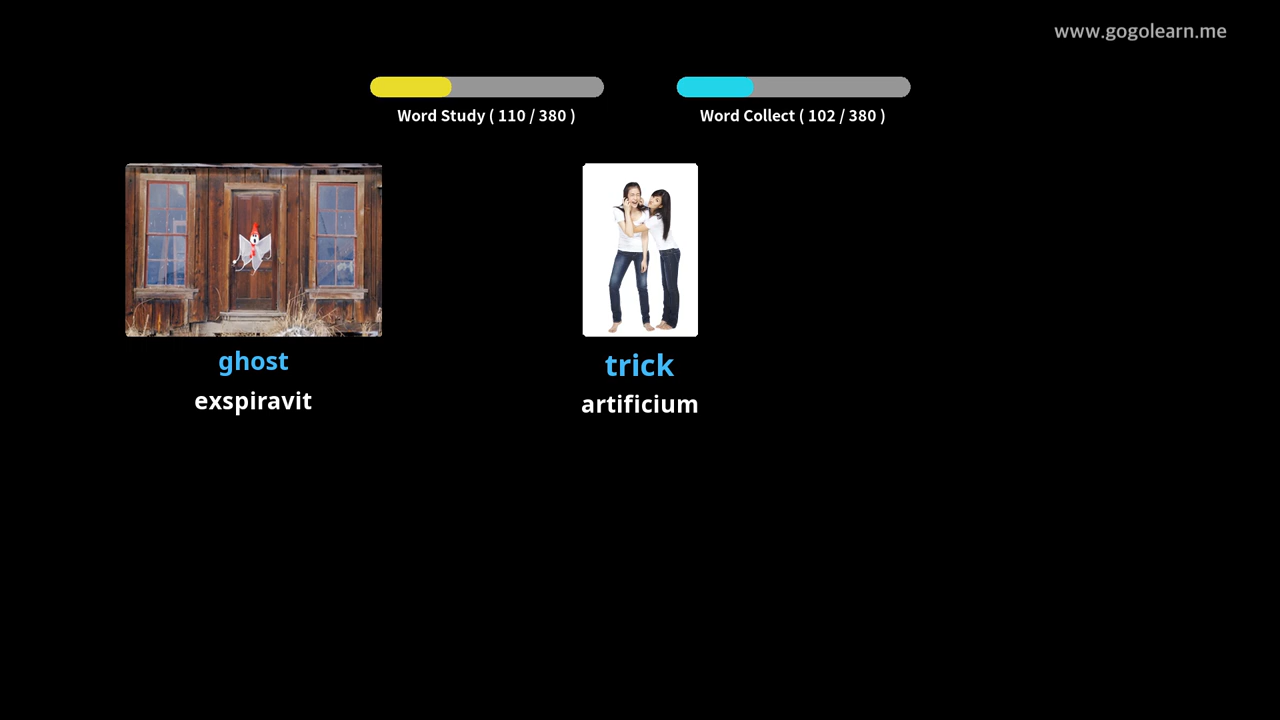 www.gogolearn.me
Word Study ( 110 / 380 )
Word Collect ( 102 / 380 )
ghost
exspiravit
trick
artificium